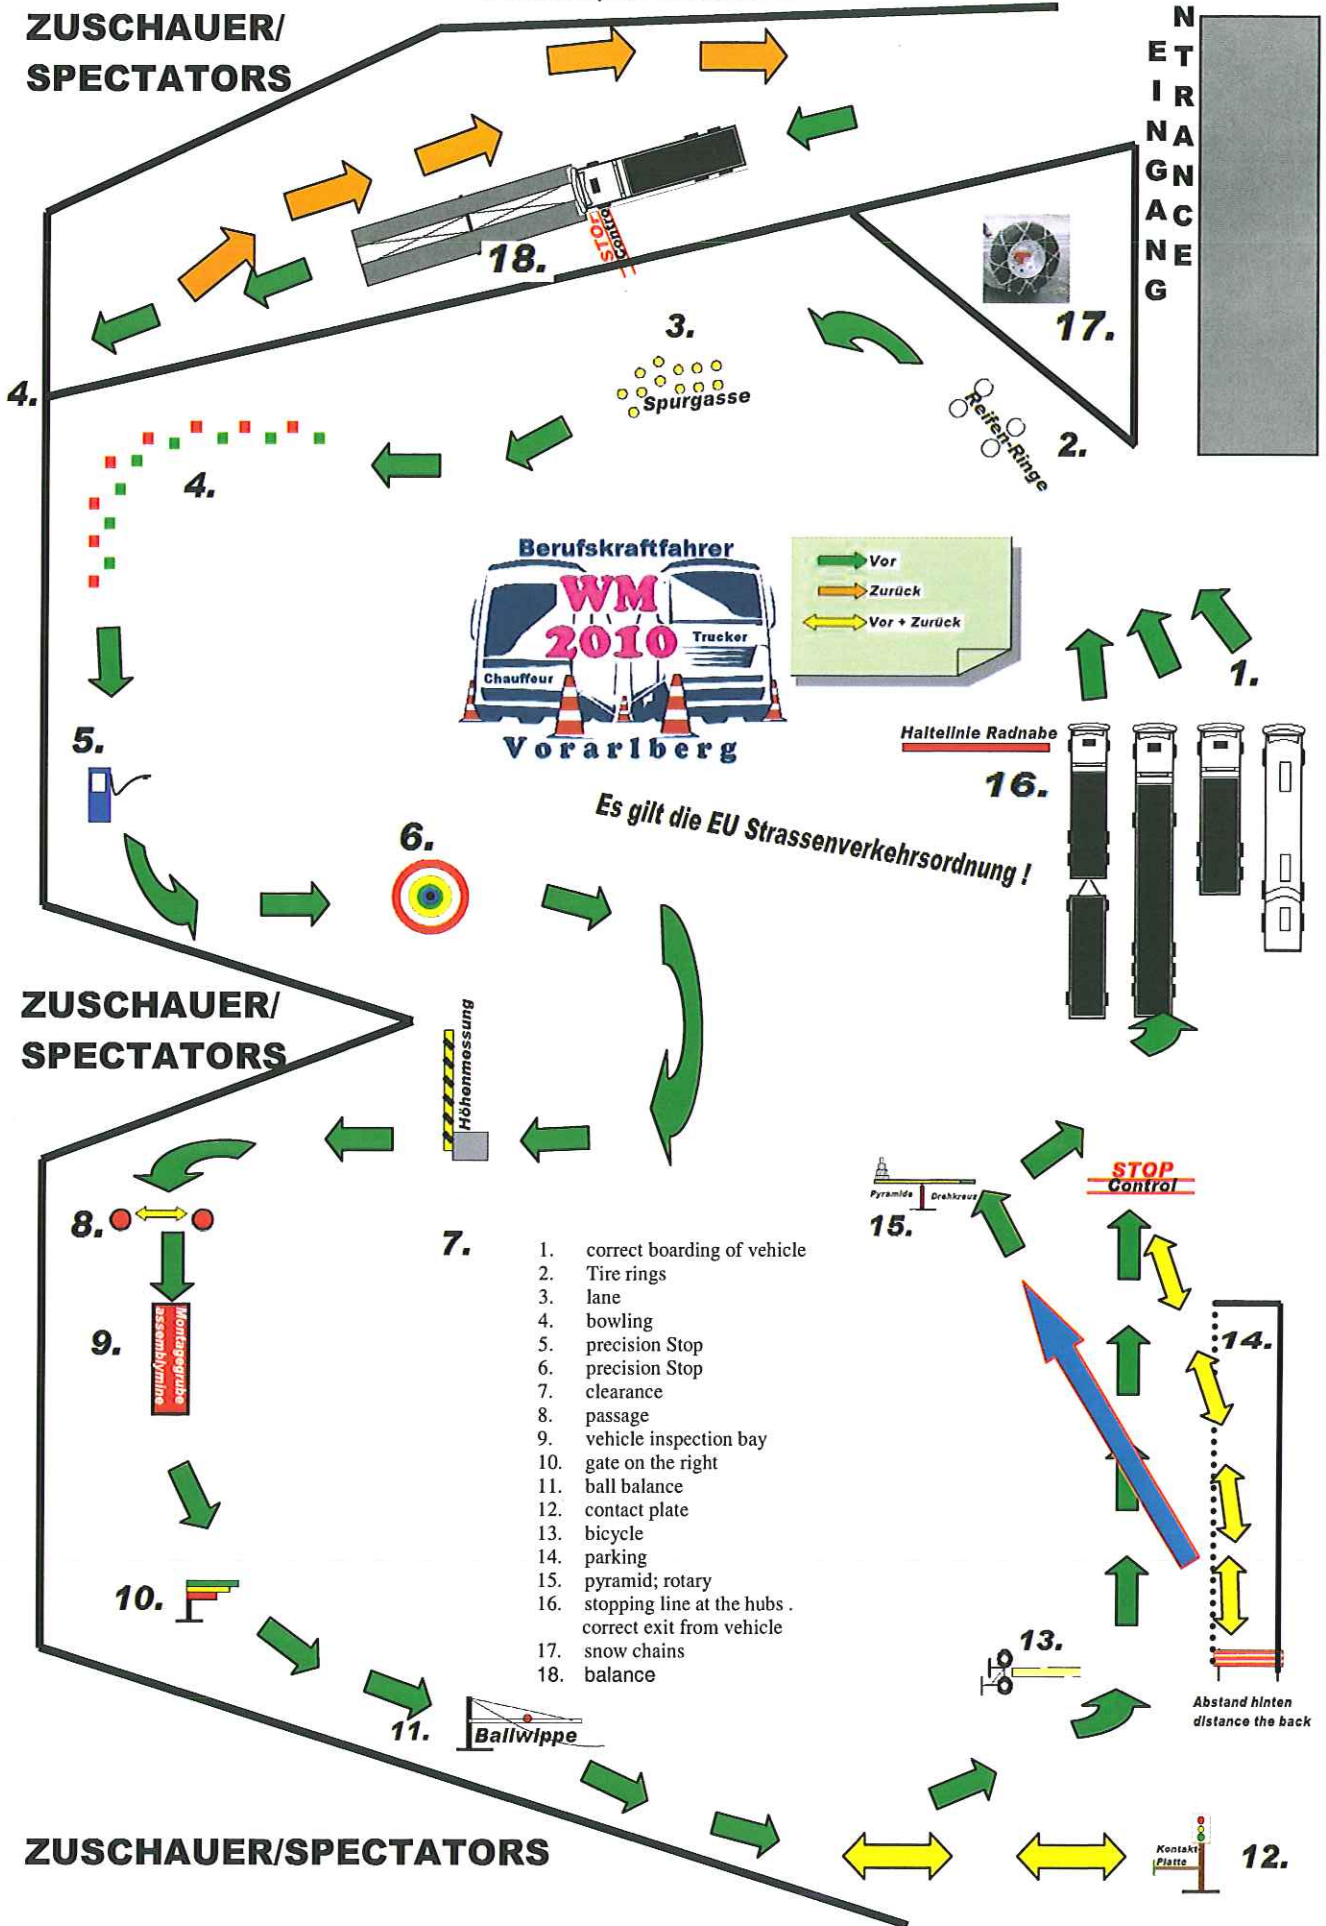 ZUSCHAUER/
SPECTATORS
EINGANG
ENTRANCE
STOP
Contro
18.
17.
3.
Spurgasse
Reifen-Ringe
2.
4.
4.
Berufskraftfahrer
WM
2010
Trucker
Chauffeur
Vorarlberg
Vor
Zurück
Vor + Zurück
1.
Haltelinie Radnabe
16.
5.
Es gilt die EU Strassenverkehrsordnung !
6.
ZUSCHAUER/
SPECTATORS
Höhenmessung
STOP
Control
Pyramide Drehkreuz
15.
8.
7.
1. correct boarding of vehicle
2. Tire rings
3. lane
4. bowling
5. precision Stop
6. precision Stop
7. clearance
8. passage
9. vehicle inspection bay
10. gate on the right
11. ball balance
12. contact plate
13. bicycle
14. parking
15. pyramid; rotary
16. stopping line at the hubs .
correct exit from vehicle
17. snow chains
18. balance
9.
Montagegrube
assemblymine
14.
10.
13.
Abstand hinten
distance the back
11.
Ballwippe
ZUSCHAUER/SPECTATORS
Kontakt
Platte
12.